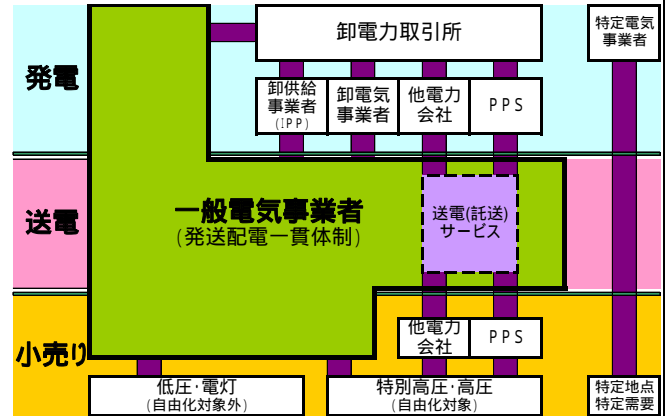 卸電力取引所
特定電気
事業者
発電
卸供給
事業者
(IPP)
卸電気
事業者
他電力
会社
PPS
送電
一般電気事業者
(発送配電一貫体制)
送電(託送)
サービス
小売り
他電力
会社
PPS
低圧・電灯
(自由化対象外)
特別高圧・高圧
(自由化対象)
特定地点
特定需要